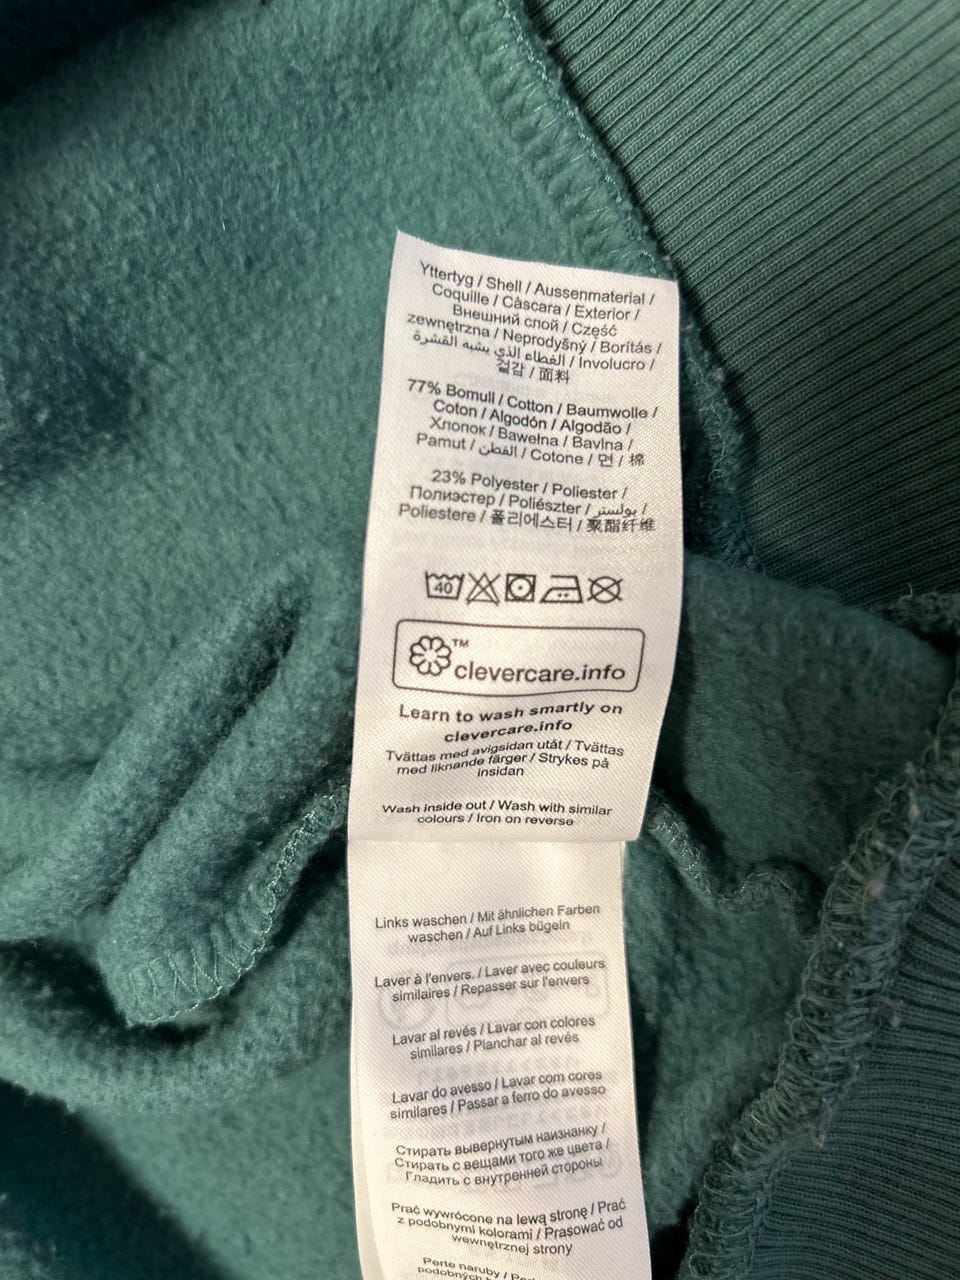 Yttertyg / Shell / Aussenmaterial /
Coquille / Càscara / Exterior /
Внешний слой / Część
zewnętrzna / Neprodyšný / Borítás /
الغطاء الذي يشبه القشرة / Involucro /
겉감 / 面料
77% Bomull / Cotton / Baumwolle /
Coton / Algodón / Algodão /
Хлопок / Bawełna / Bavlna /
Pamut / القطن / Cotone / 면 / 棉
23% Polyester / Poliester /
Полиэстер / Poliészter / بولستر /
Poliestere / 폴리에스터 / 聚酯纤维
40
TM
clevercare.info
Learn to wash smartly on
clevercare.info
Tvättas med avigsidan utåt / Tvättas
med liknande färger / Strykes på
insidan
Wash inside out / Wash with similar
colours / Iron on reverse
Links waschen / Mit ähnlichen Farben
waschen / Auf Links bügeln
Laver à l'envers. / Laver avec couleurs
similaires / Repasser sur l'envers
Lavar al revés / Lavar con colores
similares / Planchar al revés
Lavar do avesso / Lavar com cores
similares / Passar a ferro do avesso
Стирать вывернутым наизнанку /
Стирать с вещами того же цвета /
Гладить с внутренней стороны
Prać wywrócone na lewą stronę / Prać
z podobnymi kolorami / Prasować od
wewnętrznej strony
Perte naruby /
podobných